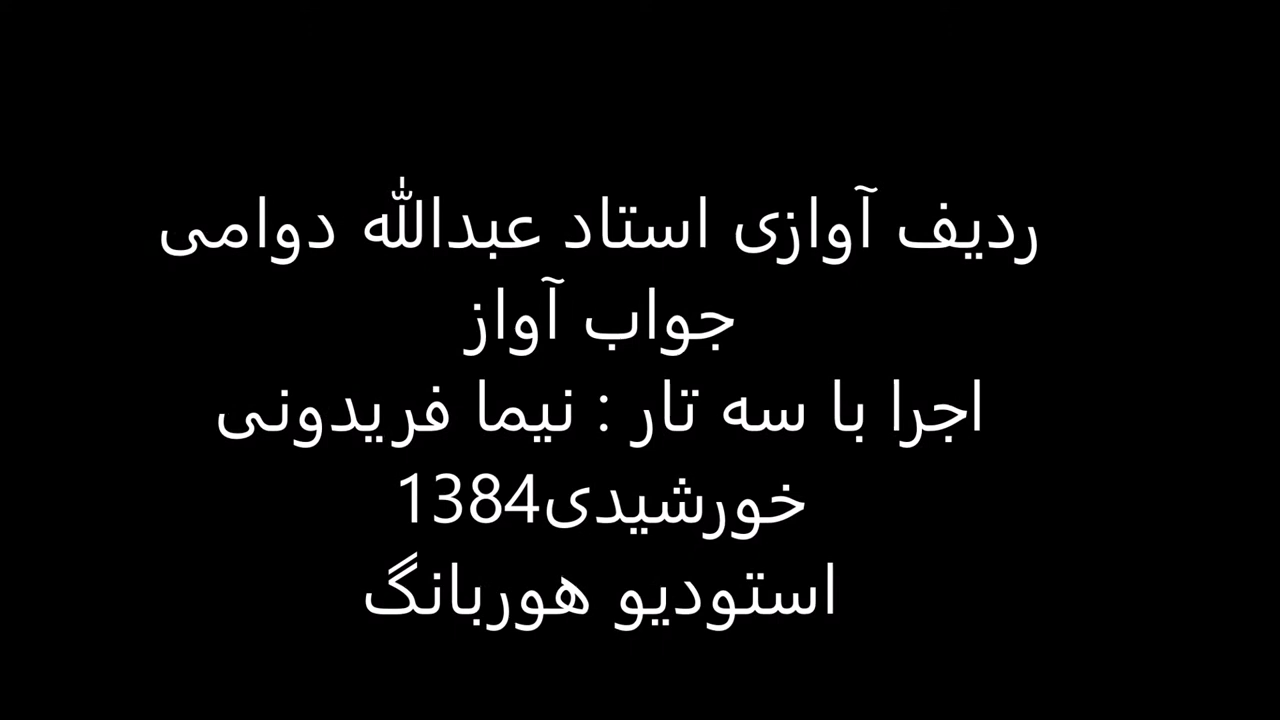 ردیف آوازی استاد عبدالله دوامی
جواب آواز
اجرا با سه تار : نیما فریدونی
خورشیدی1384
استودیو هوربانگ